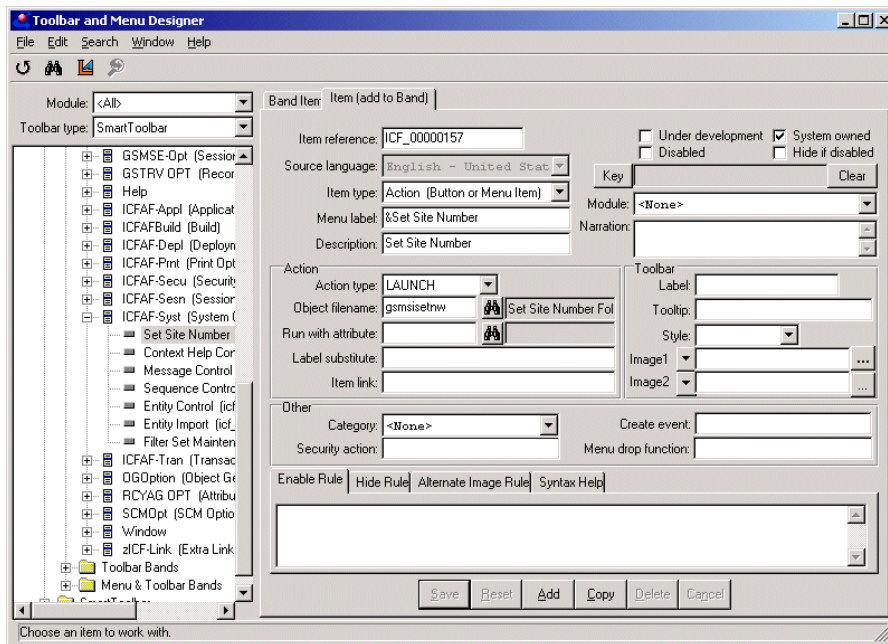 Toolbar and Menu Designer
File Edit Search Window Help
Module: <All>
Toolbar type: SmartToolbar
GSMSE-Opt (Session
GSTRV OPT (Recor
Help
ICFAF-Appl (Applicat
ICFAFBuild (Build)
ICFAF-Depl (Deploym
ICFAF-Prnt (Print Opt
ICFAF-Secu (Security
ICFAF-Sesn (Session
ICFAF-Syst (System
Set Site Number
Context Help Con
Message Control
Sequence Contro
Entity Control (icf
Entity Import (icf_
Filter Set Mainten
ICFAF-Tran (Transac
OGOption (Object Ge
RCYAG OPT (Attribu
SCMOpt (SCM Optio
Window
zICF-Link (Extra Link
Toolbar Bands
Menu & Toolbar Bands
SmartToolbar
Band Item Item (add to Band)
Item reference: ICF_00000157
Under development System owned
Disabled Hide if disabled
Source language: English - United Stat
Key Clear
Item type: Action (Button or Menu Item)
Module: <None>
Menu label: &Set Site Number
Narration:
Description: Set Site Number
Action
Action type: LAUNCH
Object filename: gsmsisetnw Set Site Number Fol
Run with attribute:
Label substitute:
Item link:
Toolbar
Label:
Tooltip:
Style:
Image1 ...
Image2 ...
Other
Category: <None> Create event:
Security action: Menu drop function:
Enable Rule Hide Rule Alternate Image Rule Syntax Help
Save Reset Add Copy Delete Cancel
Choose an item to work with.